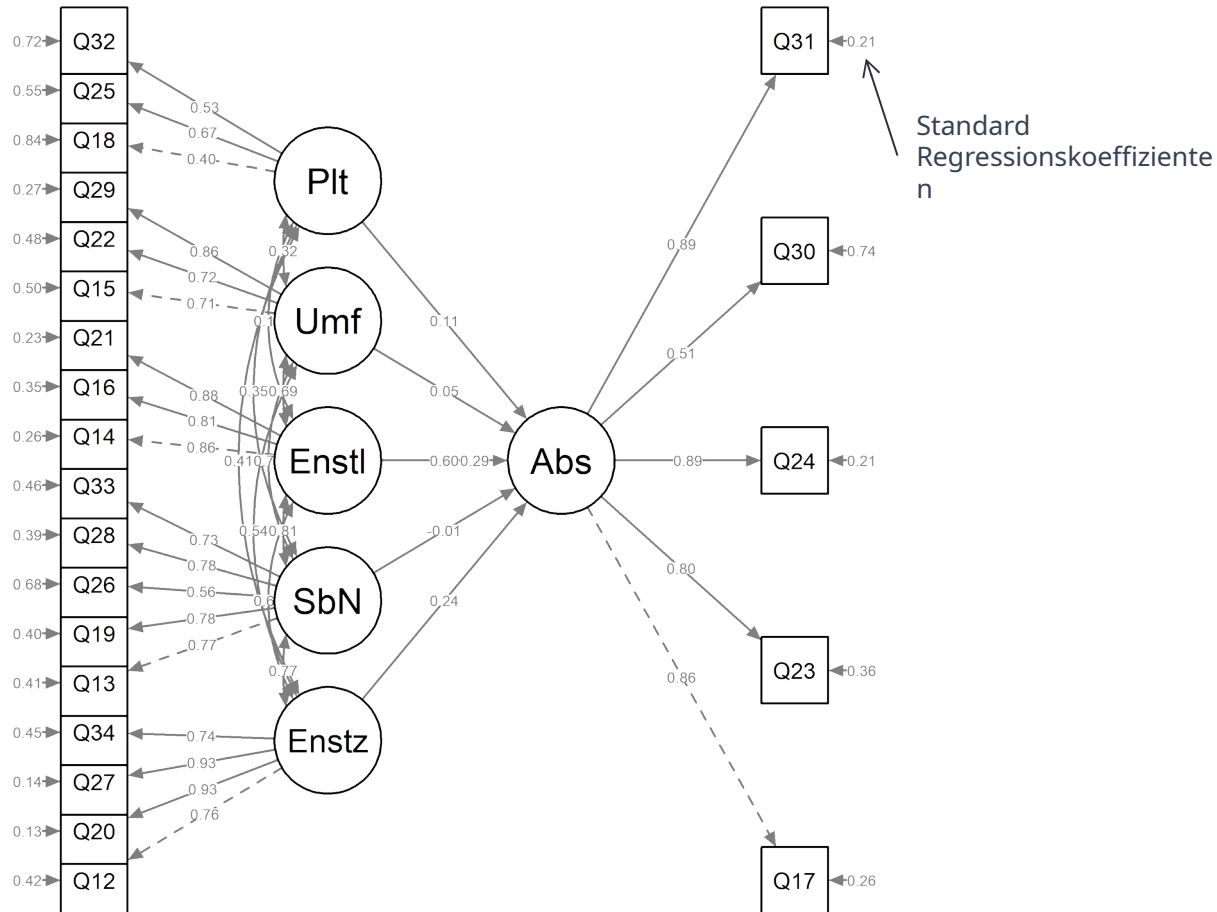 0.72 Q32
0.55 Q25
0.84 Q18
0.27 Q29
0.48 Q22
0.50 Q15
0.23 Q21
0.35 Q16
0.26 Q14
0.46 Q33
0.39 Q28
0.68 Q26
0.40 Q19
0.41 Q13
0.45 Q34
0.14 Q27
0.13 Q20
0.42 Q12
0.53
0.67
0.40
0.86
0.72
0.71
0.88
0.81
0.86
0.73
0.78
0.56
0.78
0.77
0.74
0.93
0.93
0.76
Plt
Umf
Enstl
SbN
Enstz
0.32
0.35 0.69
0.41
0.54 0.81
0.77
0.11
0.05
0.60 0.29
-0.01
0.24
Abs
0.89
0.51
0.89
0.80
0.86
Q31 0.21
Q30 0.74
Q24 0.21
Q23 0.36
Q17 0.26
Standard
Regressionskoeffiziente
n